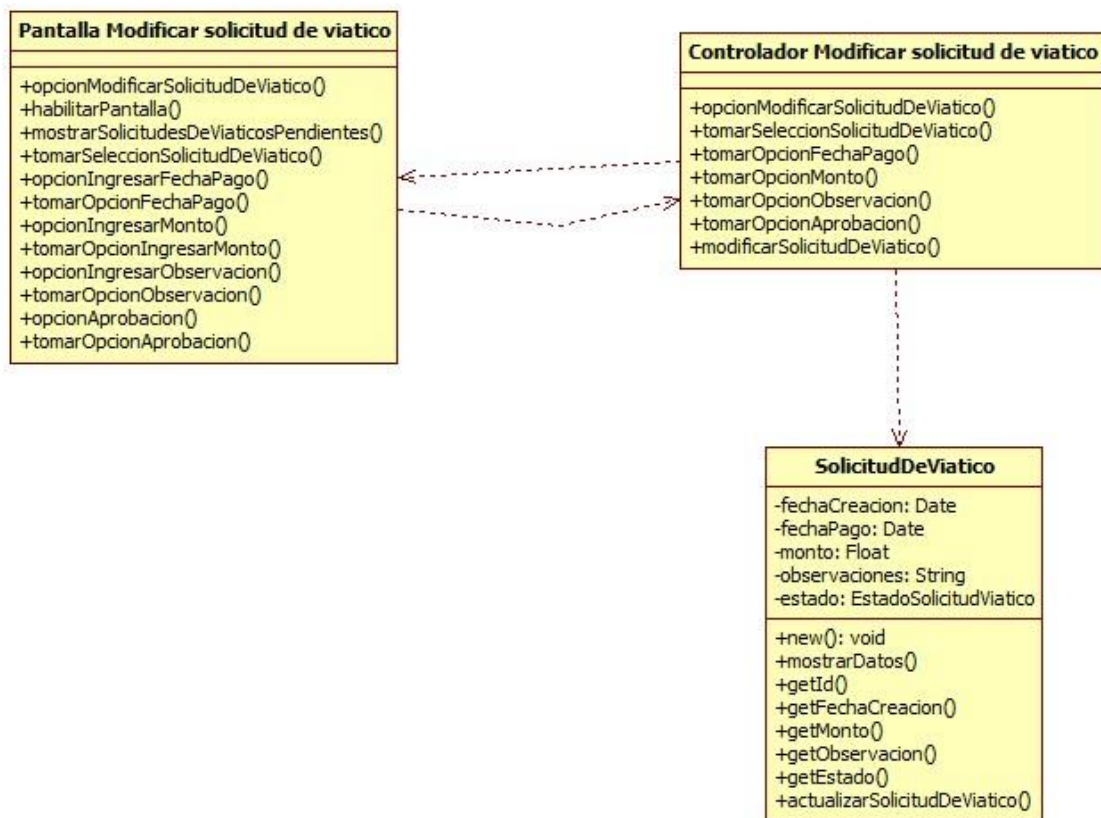 Pantalla Modificar solicitud de viatico
+opcionModificarSolicitudDeViatico()
+habilitarPantalla()
+mostrarSolicitudesDeViaticosPendientes()
+tomarSeleccionSolicitudDeViatico()
+opcionIngresarFechaPago()
+tomarOpcionFechaPago()
+opcionIngresarMonto()
+tomarOpcionIngresarMonto()
+opcionIngresarObservacion()
+tomarOpcionObservacion()
+opcionAprobacion()
+tomarOpcionAprobacion()
Controlador Modificar solicitud de viatico
+opcionModificarSolicitudDeViatico()
+tomarSeleccionSolicitudDeViatico()
+tomarOpcionFechaPago()
+tomarOpcionMonto()
+tomarOpcionObservacion()
+tomarOpcionAprobacion()
+modificarSolicitudDeViatico()
SolicitudDeViatico
-fechaCreacion: Date
-fechaPago: Date
-monto: Float
-observaciones: String
-estado: EstadoSolicitudViatico
+new(): void
+mostrarDatos()
+getId()
+getFechaCreacion()
+getMonto()
+getObservacion()
+getEstado()
+actualizarSolicitudDeViatico()